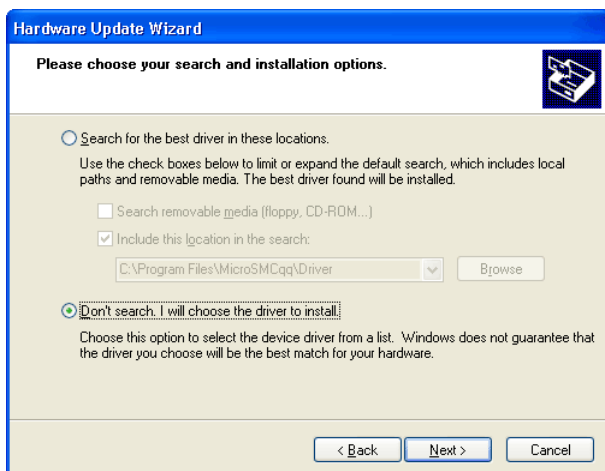 Hardware Update Wizard
Please choose your search and installation options.
Search for the best driver in these locations.
Use the check boxes below to limit or expand the default search, which includes local
paths and removable media. The best driver found will be installed.
Search removable media (floppy, CD-ROM...)
Include this location in the search:
C:\Program Files\MicroSMCqq\Driver
Browse
Don't search. I will choose the driver to install.
Choose this option to select the device driver from a list. Windows does not guarantee that
the driver you choose will be the best match for your hardware.
< Back Next > Cancel